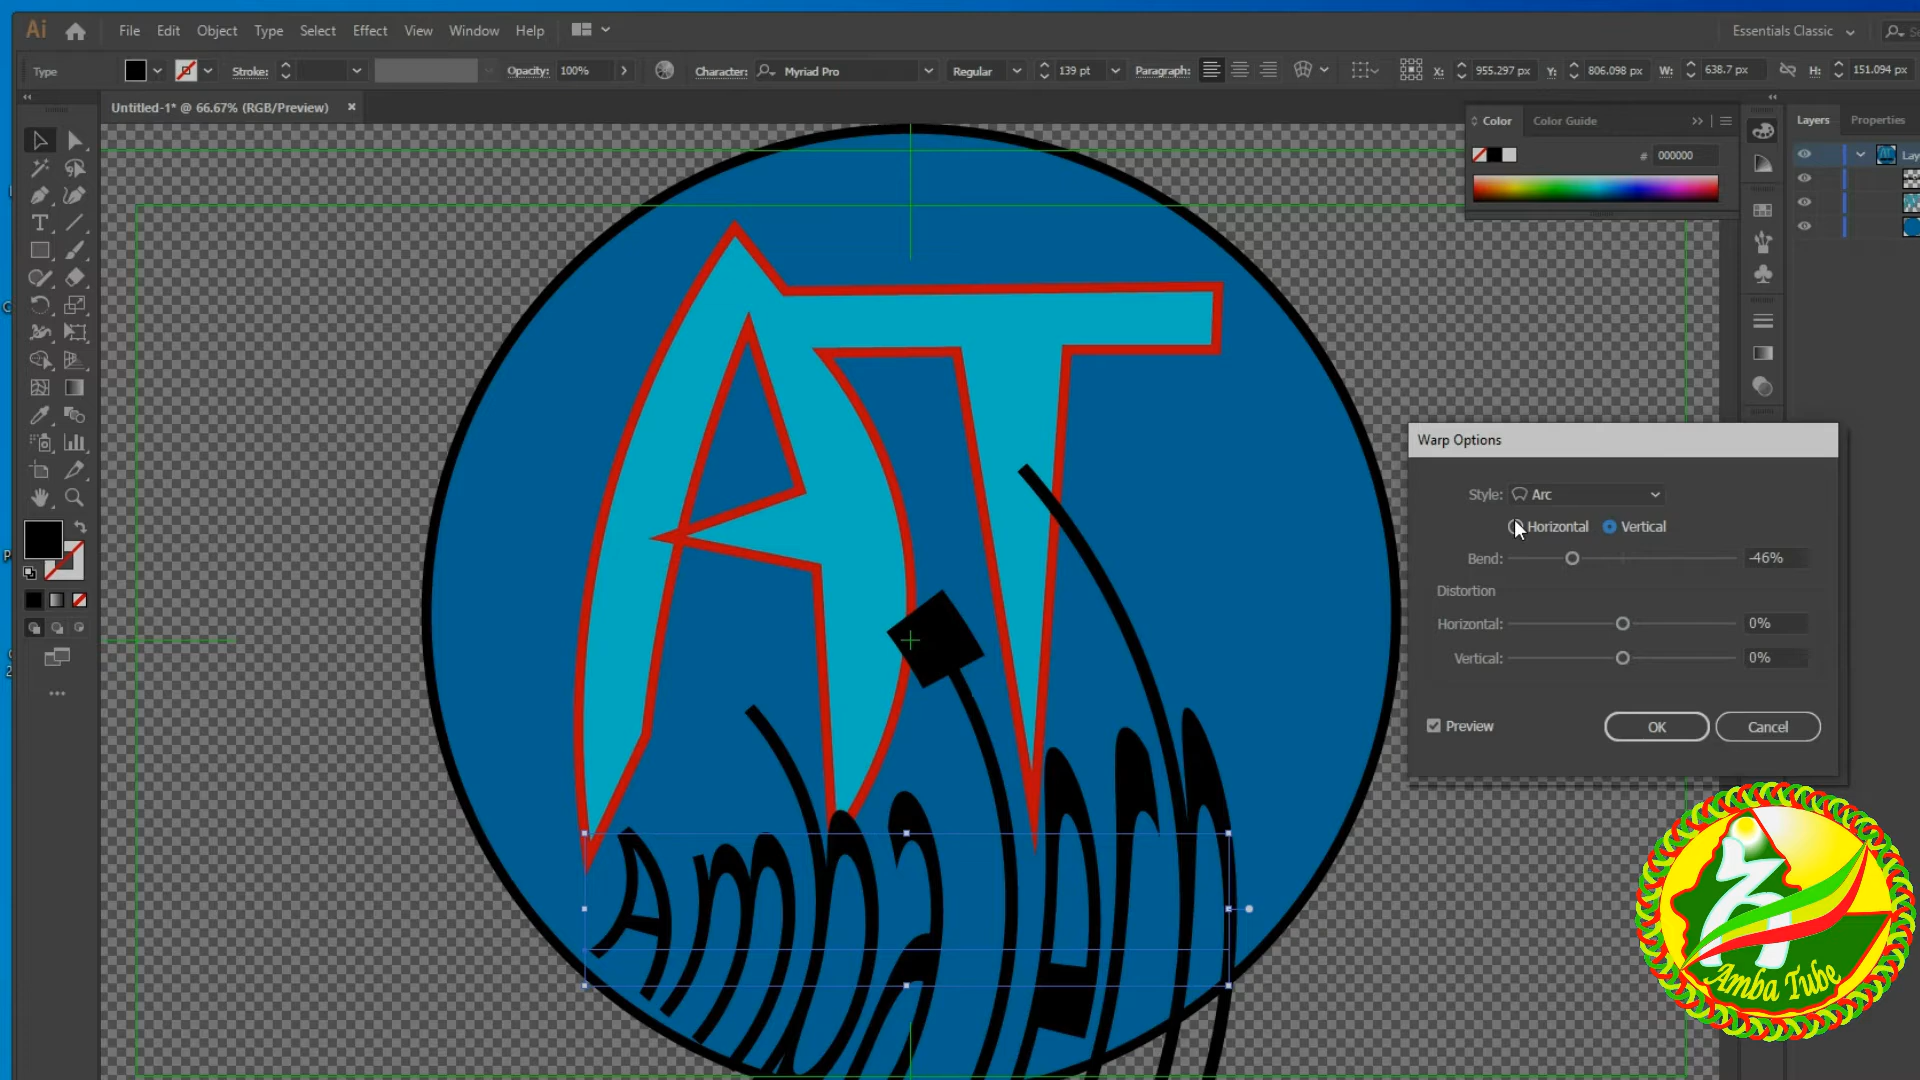 Ai File Edit Object Type Select Effect View Window Help Essentials Classic
Type Stroke: Opacity: 100% Character: Myriad Pro Regular 139 pt Paragraph: X: 955.297 px Y: 806.098 px W: 638.7 px H: 151.094 px
Untitled-1* @ 66.67% (RGB/Preview)
Color Color Guide
Layers Properties
# 000000
Lay
AT
Warp Options
Style: Arc
Horizontal Vertical
Bend: -46%
Distortion
Horizontal: 0%
Vertical: 0%
Preview OK Cancel
Amba
Amba Tube